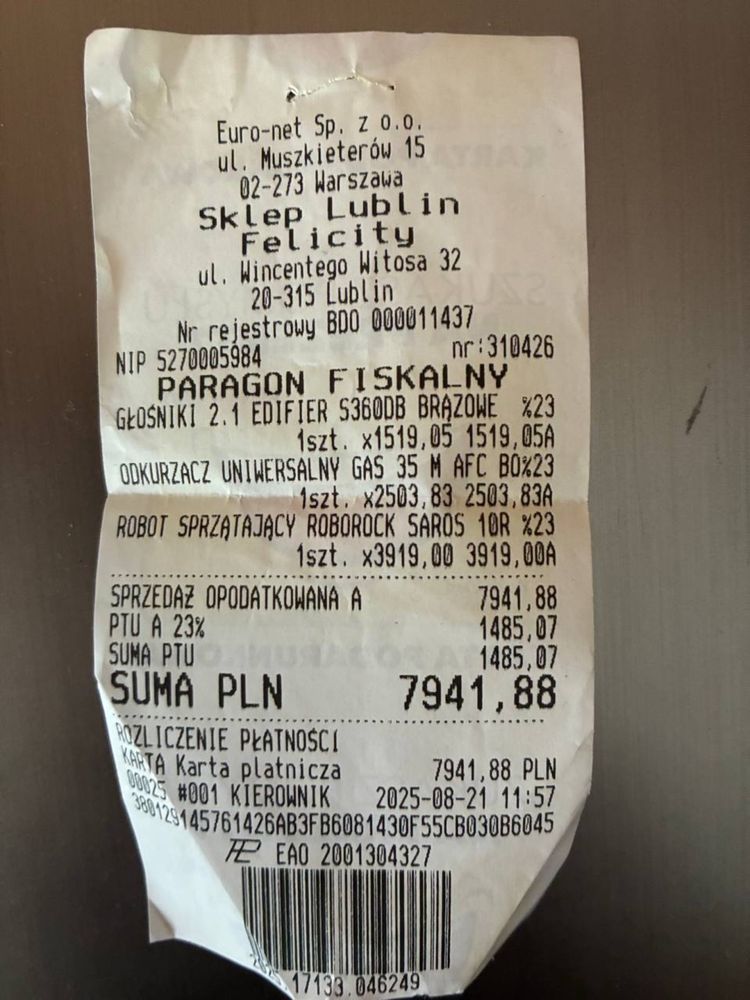 Euro-net Sp. z o.o.
ul. Muszkieterów 15
02-273 Warszawa
Sklep Lublin
Felicity
ul. Wincentego Witosa 32
20-315 Lublin
Nr rejestrowy BDO 000011437
NIP 5270005984 nr:310426
PARAGON FISKALNY
GŁOŚNIKI 2.1 EDIFIER S360DB BRĄZOWE %23
1szt. x1519,05 1519,05A
ODKURZACZ UNIWERSALNY GAS 35 M AFC BO%23
1szt. x2503,83 2503,83A
ROBOT SPRZĄTAJĄCY ROBOROCK SAROS 10R %23
1szt. x3919,00 3919,00A
SPRZEDAŻ OPODATKOWANA A 7941,88
PTU A 23% 1485,07
SUMA PTU 1485,07
SUMA PLN 7941,88
ROZLICZENIE PŁATNOŚCI
KARTA Karta płatnicza 7941,88 PLN
00025 #001 KIEROWNIK 2025-08-21 11:57
380129145761426AB3FB6081430F55CB030B6045
EAO 2001304327
17133.046249